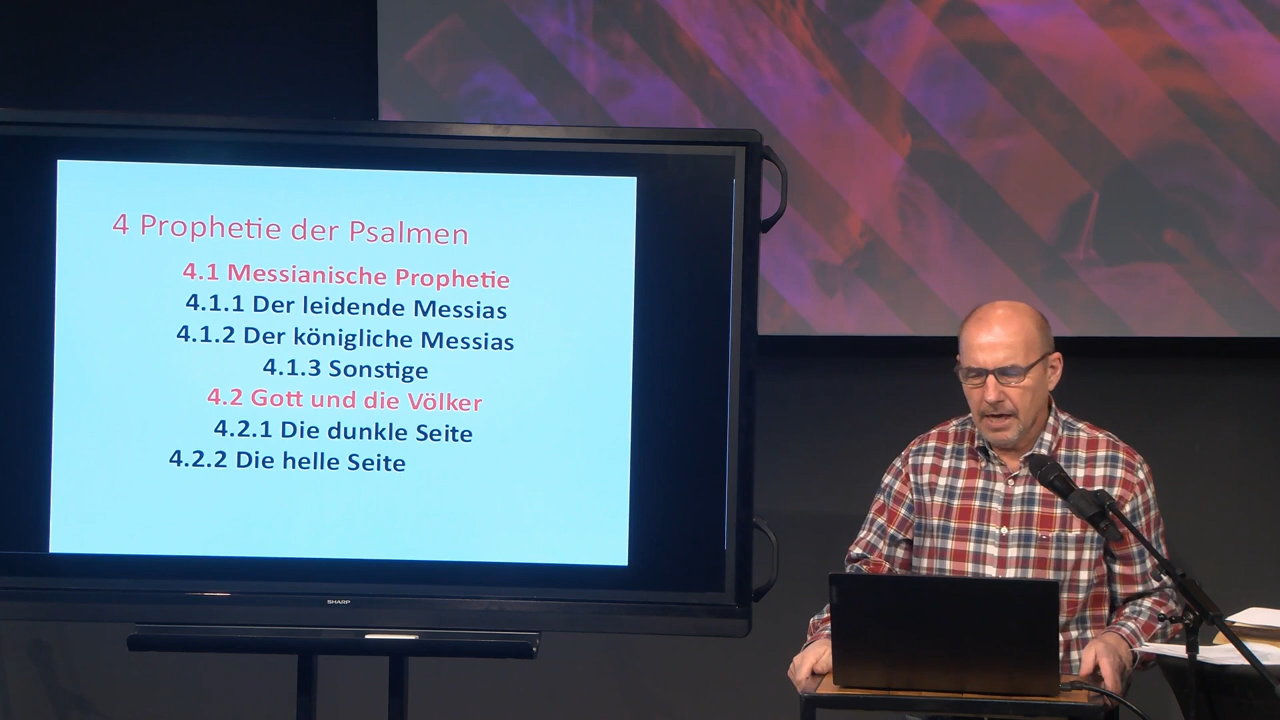 4 Prophetie der Psalmen
4.1 Messianische Prophetie
4.1.1 Der leidende Messias
4.1.2 Der königliche Messias
4.1.3 Sonstige
4.2 Gott und die Völker
4.2.1 Die dunkle Seite
4.2.2 Die helle Seite
SHARP